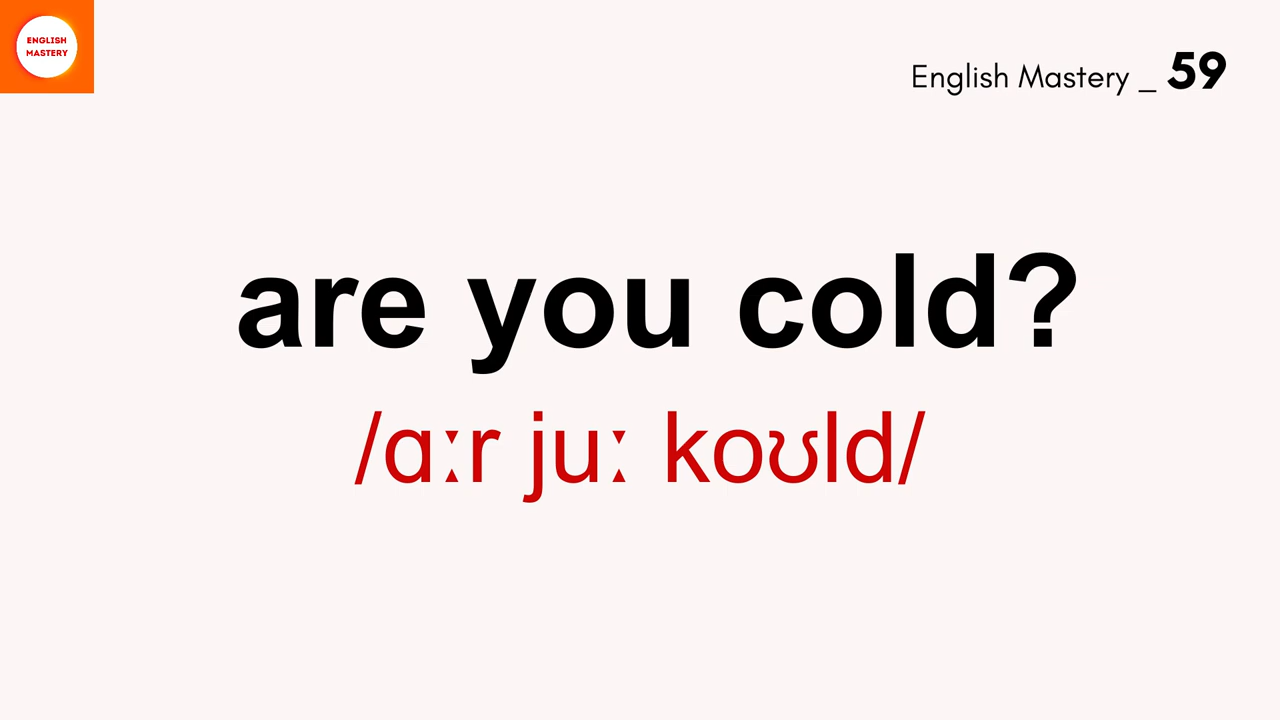 ENGLISH
MASTERY
English Mastery _ 59
are you cold?
/ɑːr juː koʊld/